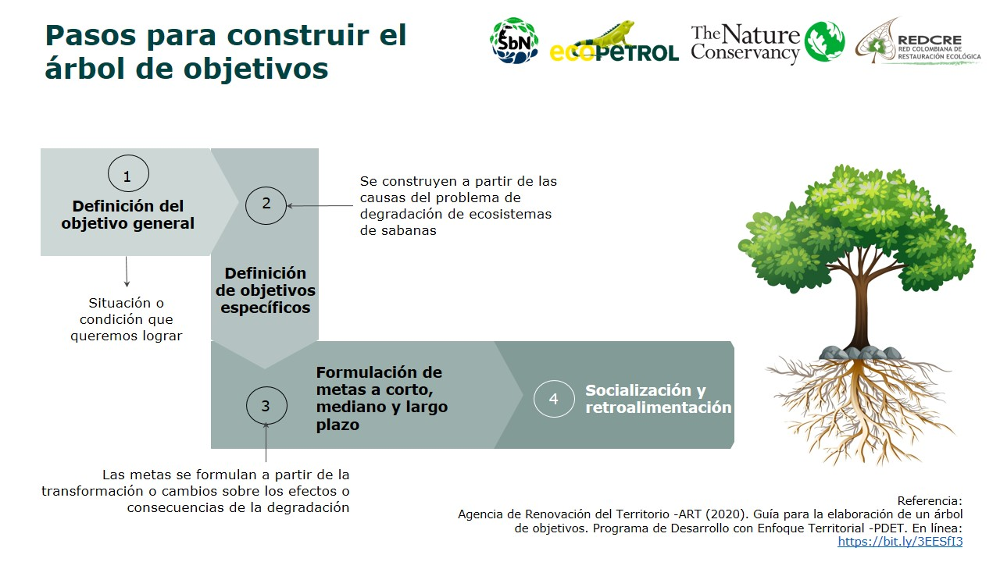 Pasos para construir el
árbol de objetivos
SbN
ecoPETROL
The Nature
Conservancy
REDCRE
RED COLOMBIANA DE
RESTAURACIÓN ECOLÓGICA
1
Definición del
objetivo general
Situación o
condición que
queremos lograr
2
Se construyen a partir de las
causas del problema de
degradación de ecosistemas
de sabanas
Definición
de objetivos
específicos
3
Formulación de
metas a corto,
mediano y largo
plazo
4
Socialización y
retroalimentación
Las metas se formulan a partir de la
transformación o cambios sobre los efectos o
consecuencias de la degradación
Referencia:
Agencia de Renovación del Territorio -ART (2020). Guía para la elaboración de un árbol
de objetivos. Programa de Desarrollo con Enfoque Territorial -PDET. En línea:
https://bit.ly/3EESfI3